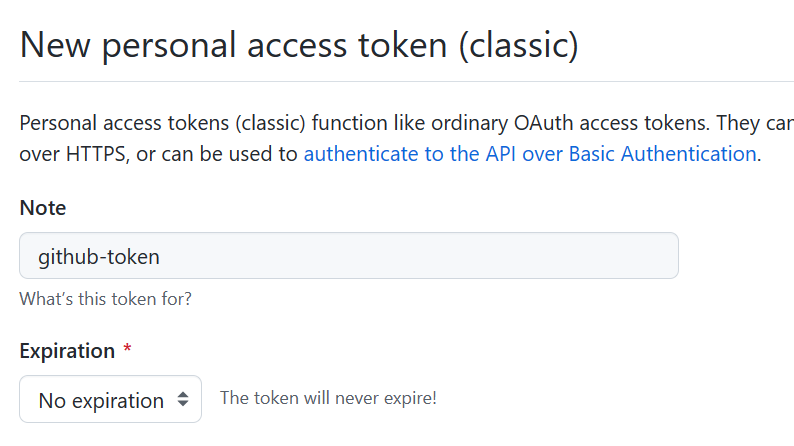 New personal access token (classic)
Personal access tokens (classic) function like ordinary OAuth access tokens. They can
over HTTPS, or can be used to authenticate to the API over Basic Authentication.
Note
github-token
What's this token for?
Expiration *
No expiration The token will never expire!